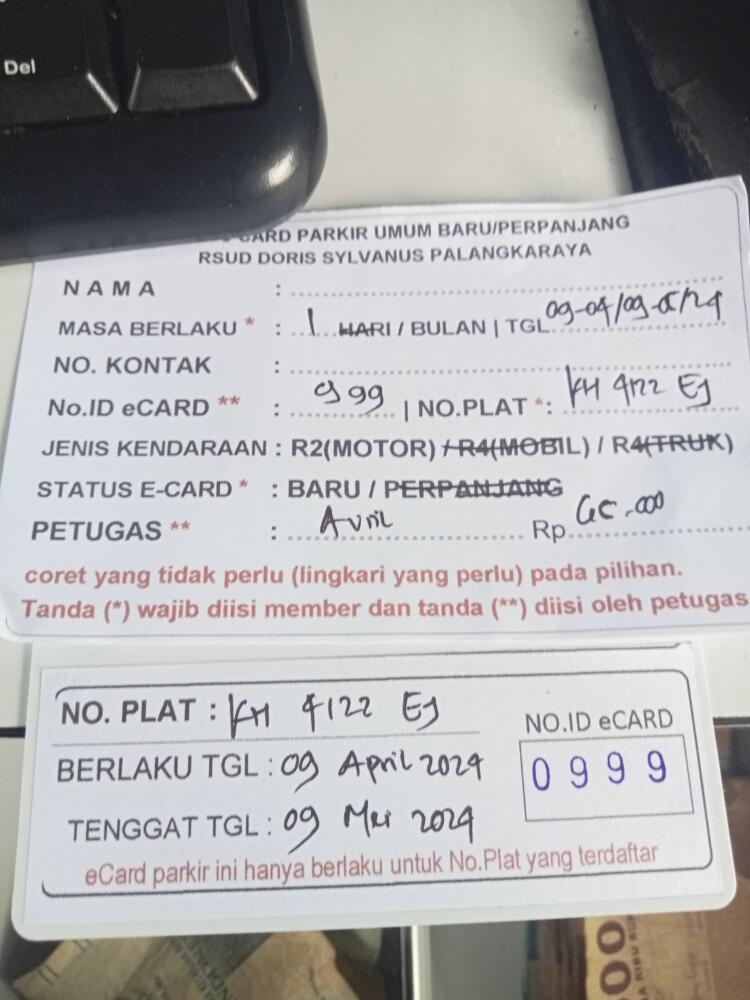 Del
CARD PARKIR UMUM BARU/PERPANJANG
RSUD DORIS SYLVANUS PALANGKARAYA
NAMA :
MASA BERLAKU * : 1 HARI / BULAN | TGL 09-04/09-05/24
NO. KONTAK :
No.ID eCARD ** : 999 | NO.PLAT *: KH 4122 EJ
JENIS KENDARAAN : R2(MOTOR) / R4(MOBIL) / R4(TRUK)
STATUS E-CARD * : BARU / PERPANJANG
PETUGAS ** : Avril Rp.
coret yang tidak perlu (lingkari yang perlu) pada pilihan.
Tanda (*) wajib diisi member dan tanda (**) diisi oleh petugas
NO. PLAT : KH 4122 EJ
NO.ID eCARD
BERLAKU TGL : 09 April 2024
0999
TENGGAT TGL : 09 Mei 2024
eCard parkir ini hanya berlaku untuk No.Plat yang terdaftar